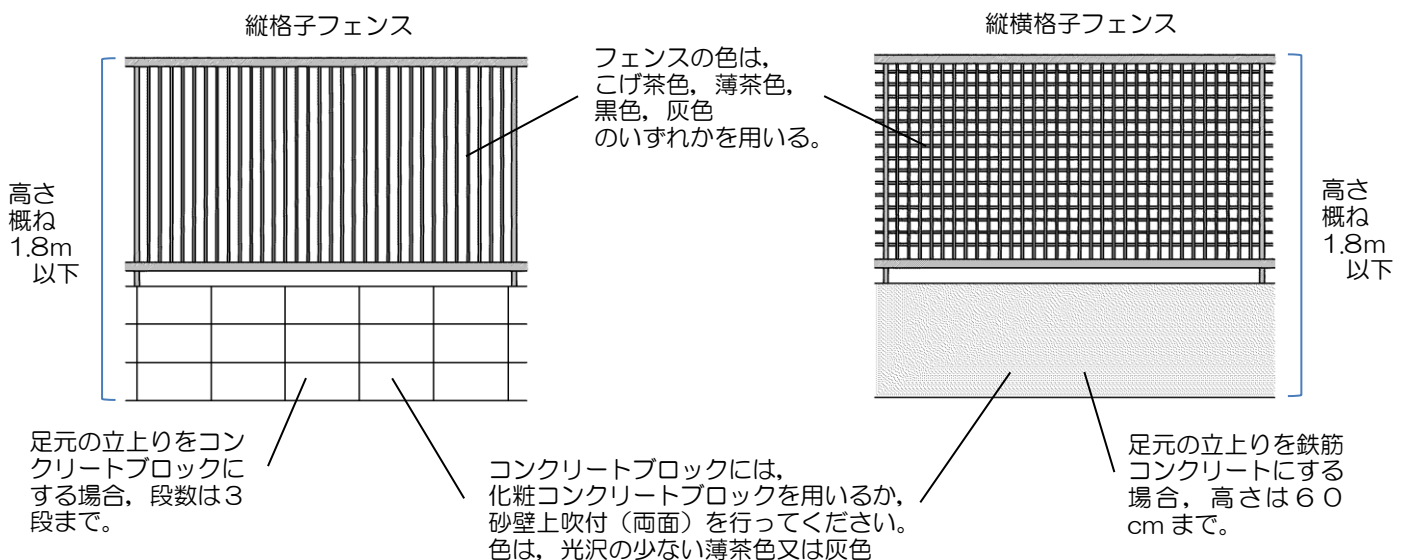 縦格子フェンス
縦横格子フェンス
フェンスの色は,
こげ茶色, 薄茶色,
黒色, 灰色
のいずれかを用いる。
高さ
概ね
1.8m
以下
高さ
概ね
1.8m
以下
足元の立上りをコン
クリートブロックに
する場合, 段数は3
段まで。
コンクリートブロックには,
化粧コンクリートブロックを用いるか,
砂壁上吹付（両面）を行ってください。
色は, 光沢の少ない薄茶色又は灰色
足元の立上りを鉄筋
コンクリートにする
場合, 高さは60
cmまで。